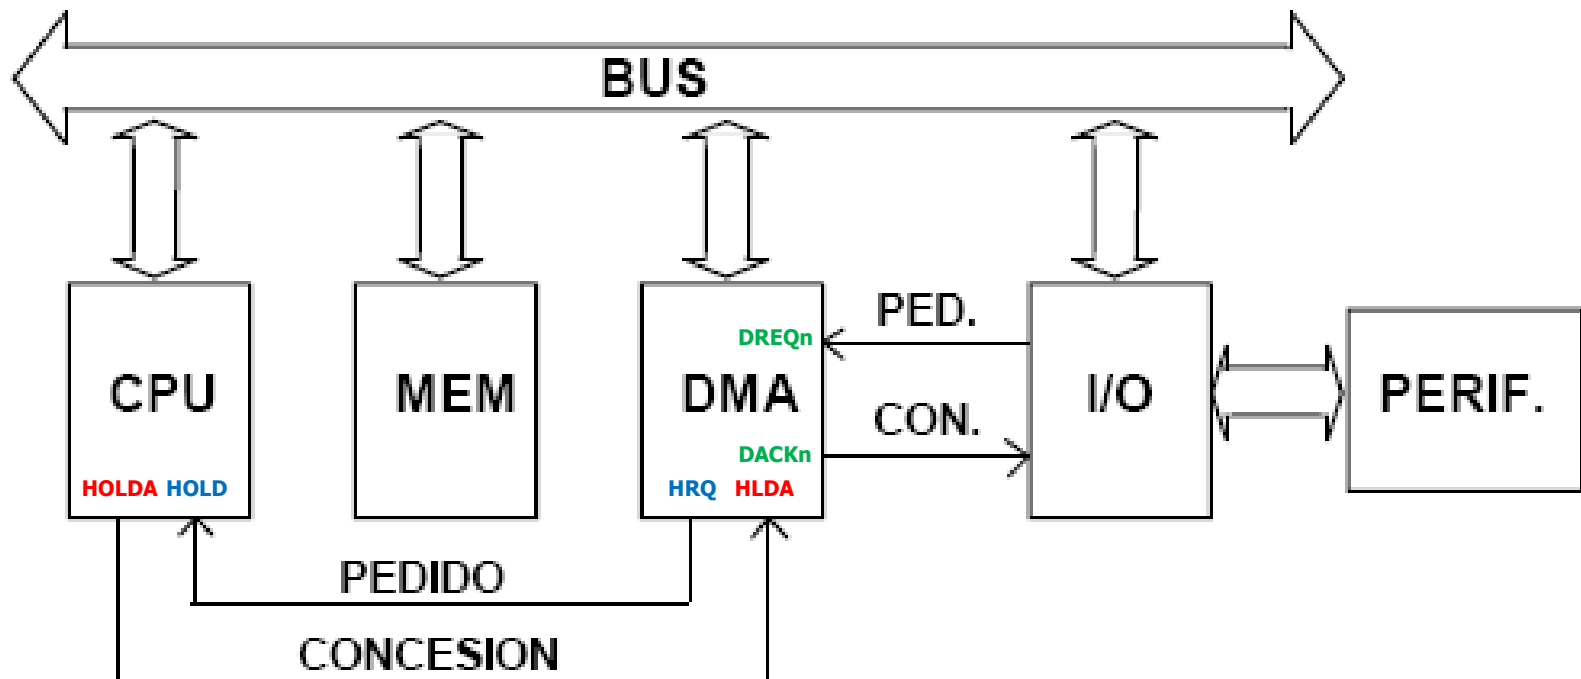 BUS
PED.
DREQn
CPU
MEM
DMA
I/O
PERIF.
CON.
DACKn
HOLDA HOLD
HRQ HLDA
PEDIDO
CONCESION